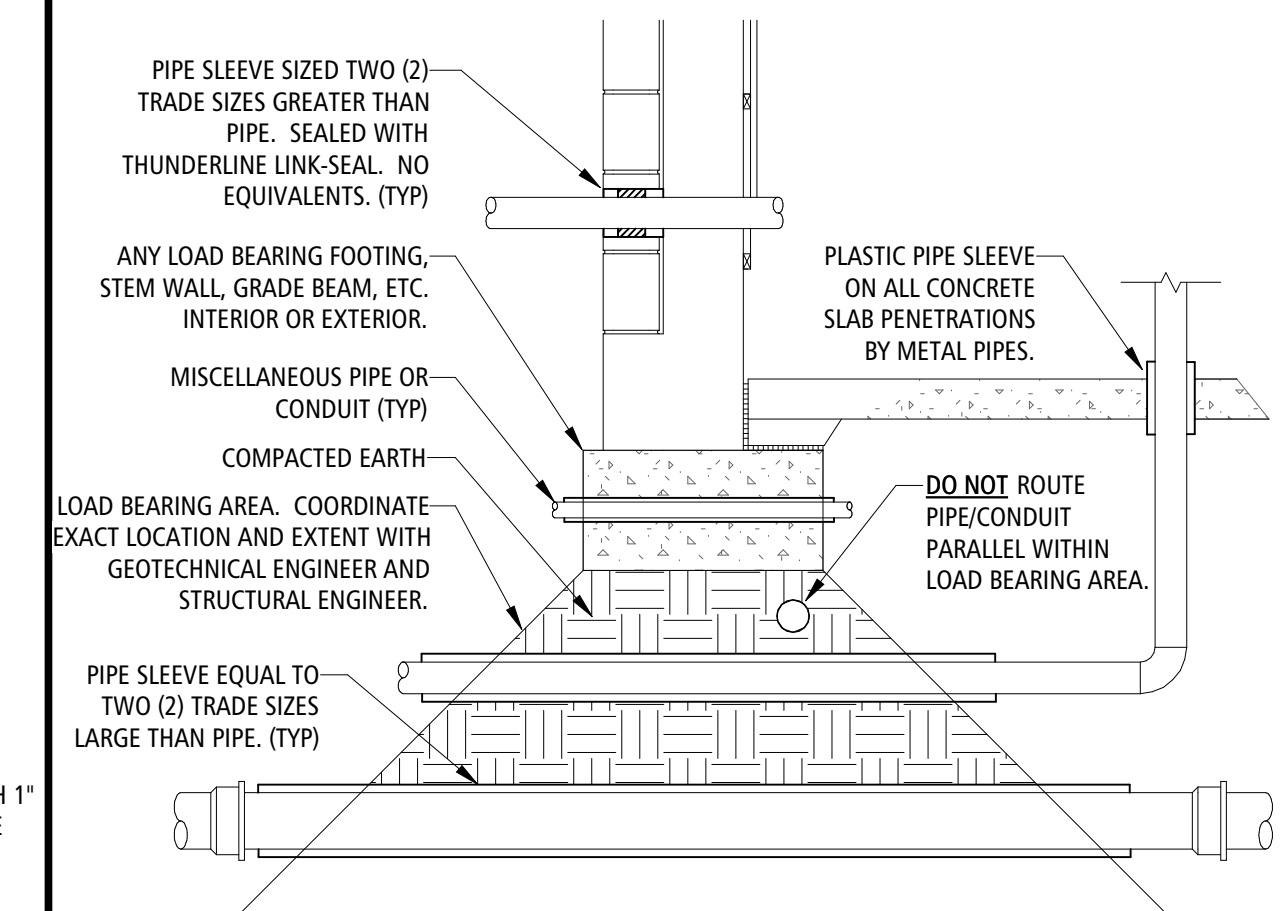 PIPE SLEEVE SIZED TWO (2)
TRADE SIZES GREATER THAN
PIPE. SEALED WITH
THUNDERLINE LINK-SEAL. NO
EQUIVALENTS. (TYP)
ANY LOAD BEARING FOOTING,
STEM WALL, GRADE BEAM, ETC.
INTERIOR OR EXTERIOR.
MISCELLANEOUS PIPE OR
CONDUIT (TYP)
COMPACTED EARTH
LOAD BEARING AREA. COORDINATE
EXACT LOCATION AND EXTENT WITH
GEOTECHNICAL ENGINEER AND
STRUCTURAL ENGINEER.
PIPE SLEEVE EQUAL TO
TWO (2) TRADE SIZES
LARGE THAN PIPE. (TYP)
PLASTIC PIPE SLEEVE
ON ALL CONCRETE
SLAB PENETRATIONS
BY METAL PIPES.
DO NOT ROUTE
PIPE/CONDUIT
PARALLEL WITHIN
LOAD BEARING AREA.
1"